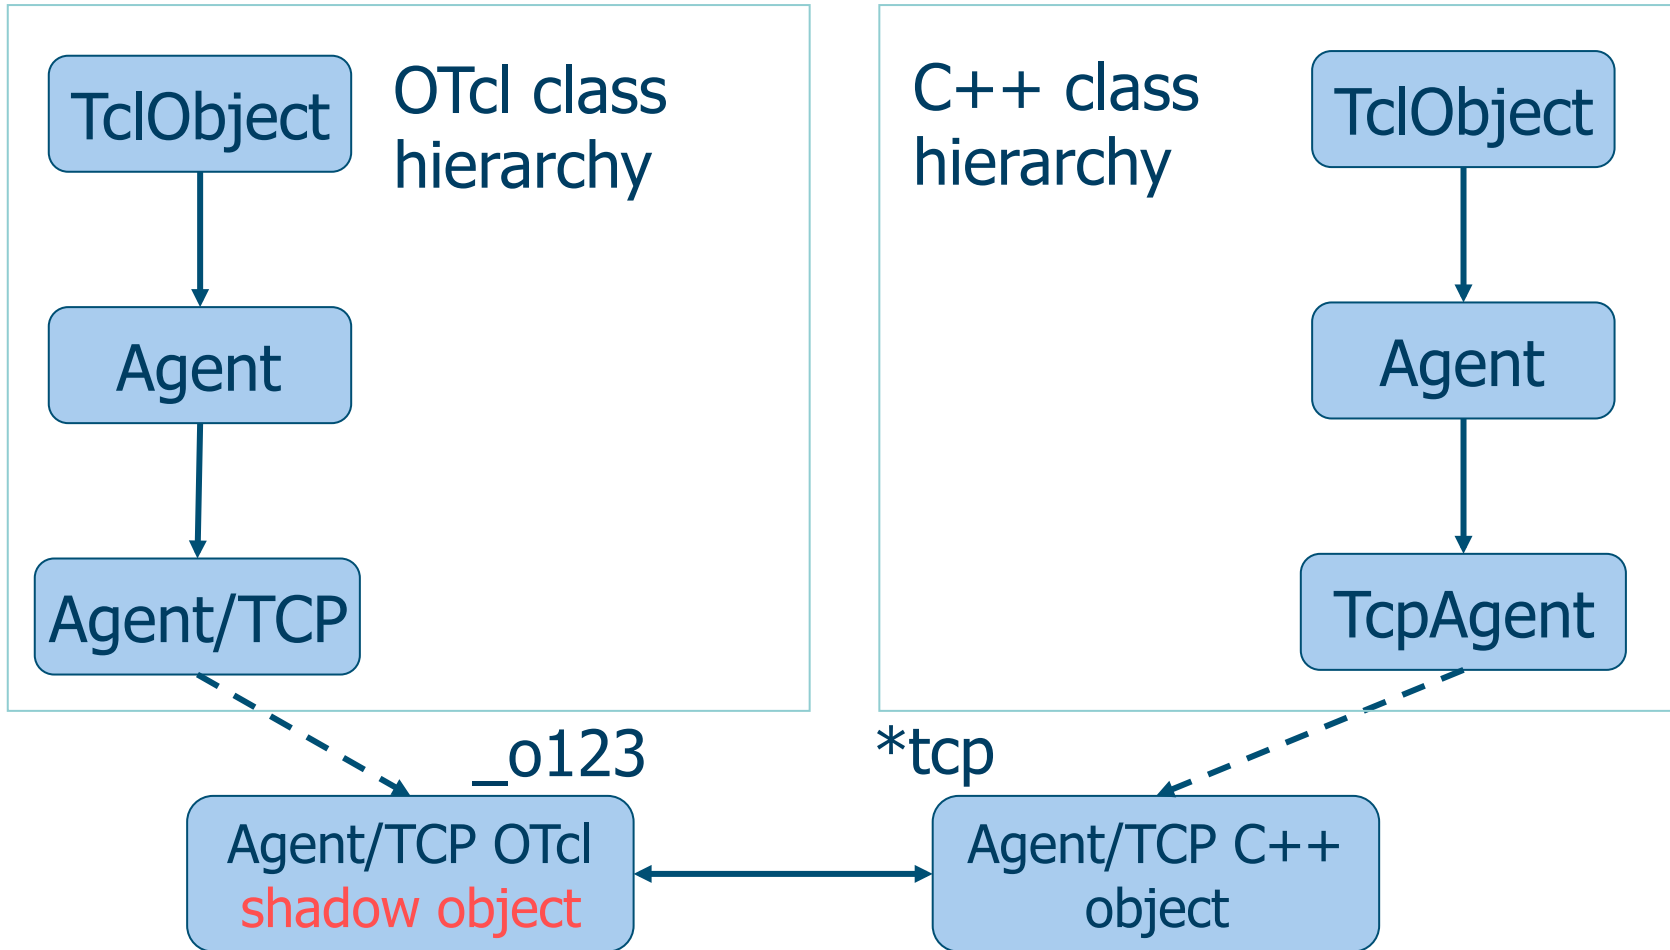 TclObject
OTcl class
hierarchy
Agent
Agent/TCP
C++ class
hierarchy
TclObject
Agent
TcpAgent
_o123
*tcp
Agent/TCP OTcl
shadow object
Agent/TCP C++
object